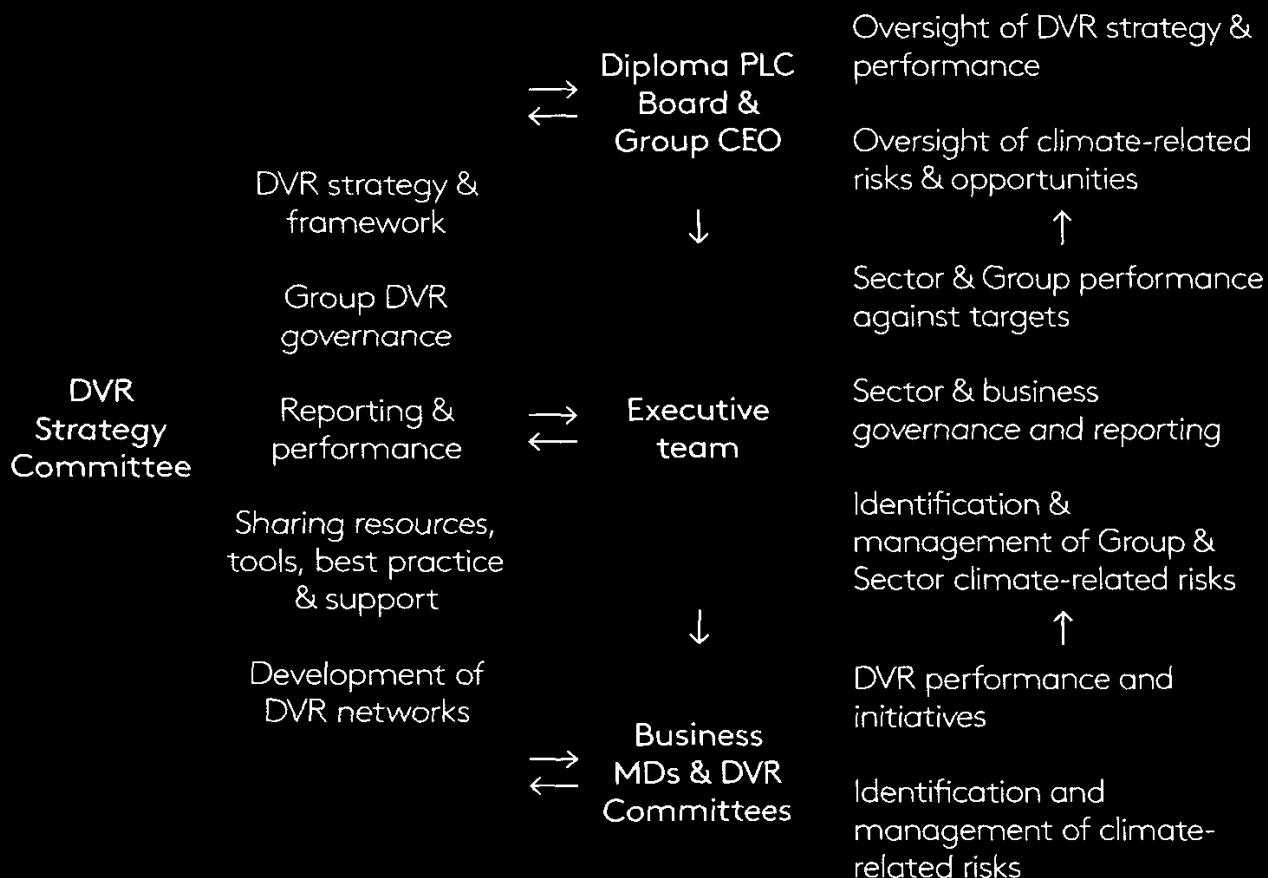 DVR
Strategy
Committee
DVR strategy &
framework
Group DVR
governance
Reporting &
performance
Sharing resources,
tools, best practice
& support
Development of
DVR networks
Diploma PLC
Board &
Group CEO
Executive
team
Business
MDs & DVR
Committees
Oversight of DVR strategy &
performance
Oversight of climate-related
risks & opportunities
Sector & Group performance
against targets
Sector & business
governance and reporting
Identification &
management of Group &
Sector climate-related risks
DVR performance and
initiatives
Identification and
management of climate-
related risks